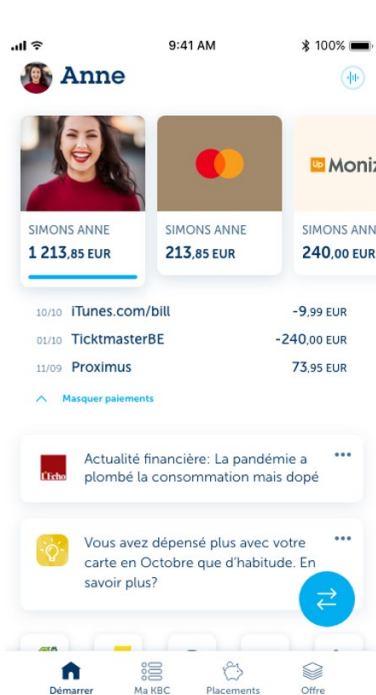 9:41 AM
100%
Anne
Up Moniz
SIMONS ANNE
1 213,85 EUR
SIMONS ANNE
213,85 EUR
SIMONS ANN
240,00 EUR
10/10 iTunes.com/bill -9,99 EUR
01/10 TicktmasterBE -240,00 EUR
11/09 Proximus 73,95 EUR
Masquer paiements
L'Echo
Actualité financière: La pandémie a
plombé la consommation mais dopé
Vous avez dépensé plus avec votre
carte en Octobre que d'habitude. En
savoir plus?
Démarrer
Ma KBC
Placements
Offre